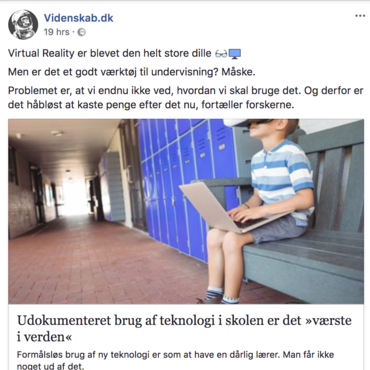 Videnskab.dk
19 hrs ·
Virtual Reality er blevet den helt store dille 👓🖥️
Men er det et godt værktøj til undervisning? Måske.
Problemet er, at vi endnu ikke ved, hvordan vi skal bruge det. Og derfor er
det håbløst at kaste penge efter det nu, fortæller forskerne.
Udokumenteret brug af teknologi i skolen er det »værste
i verden«
Formålsløs brug af ny teknologi er som at have en dårlig lærer. Man får ikke
noget ud af det.